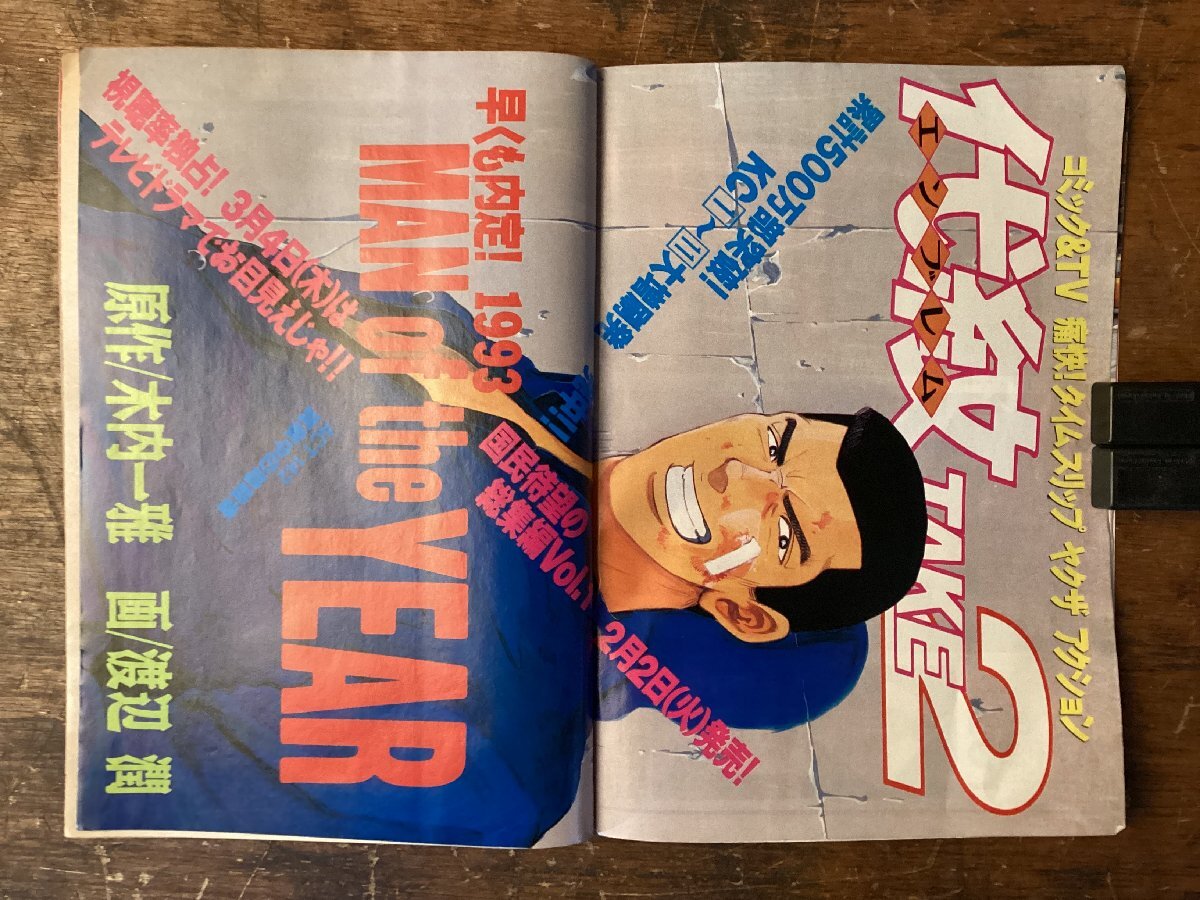 コミック&TV 痛快!タイムスリップ ヤクザ アクション
代紋
エンブレム
TAKE2
累計500万部突破!
KC1~11大増刷発
2月2日(火)発売!
国民待望の
総集編Vol.1
早くも内定! 1993
MAN of the YEAR
視聴率独占! 3月4日(木)は
テレビドラマでお目見えじゃ!!
原作/木内一雅 画/渡辺 潤